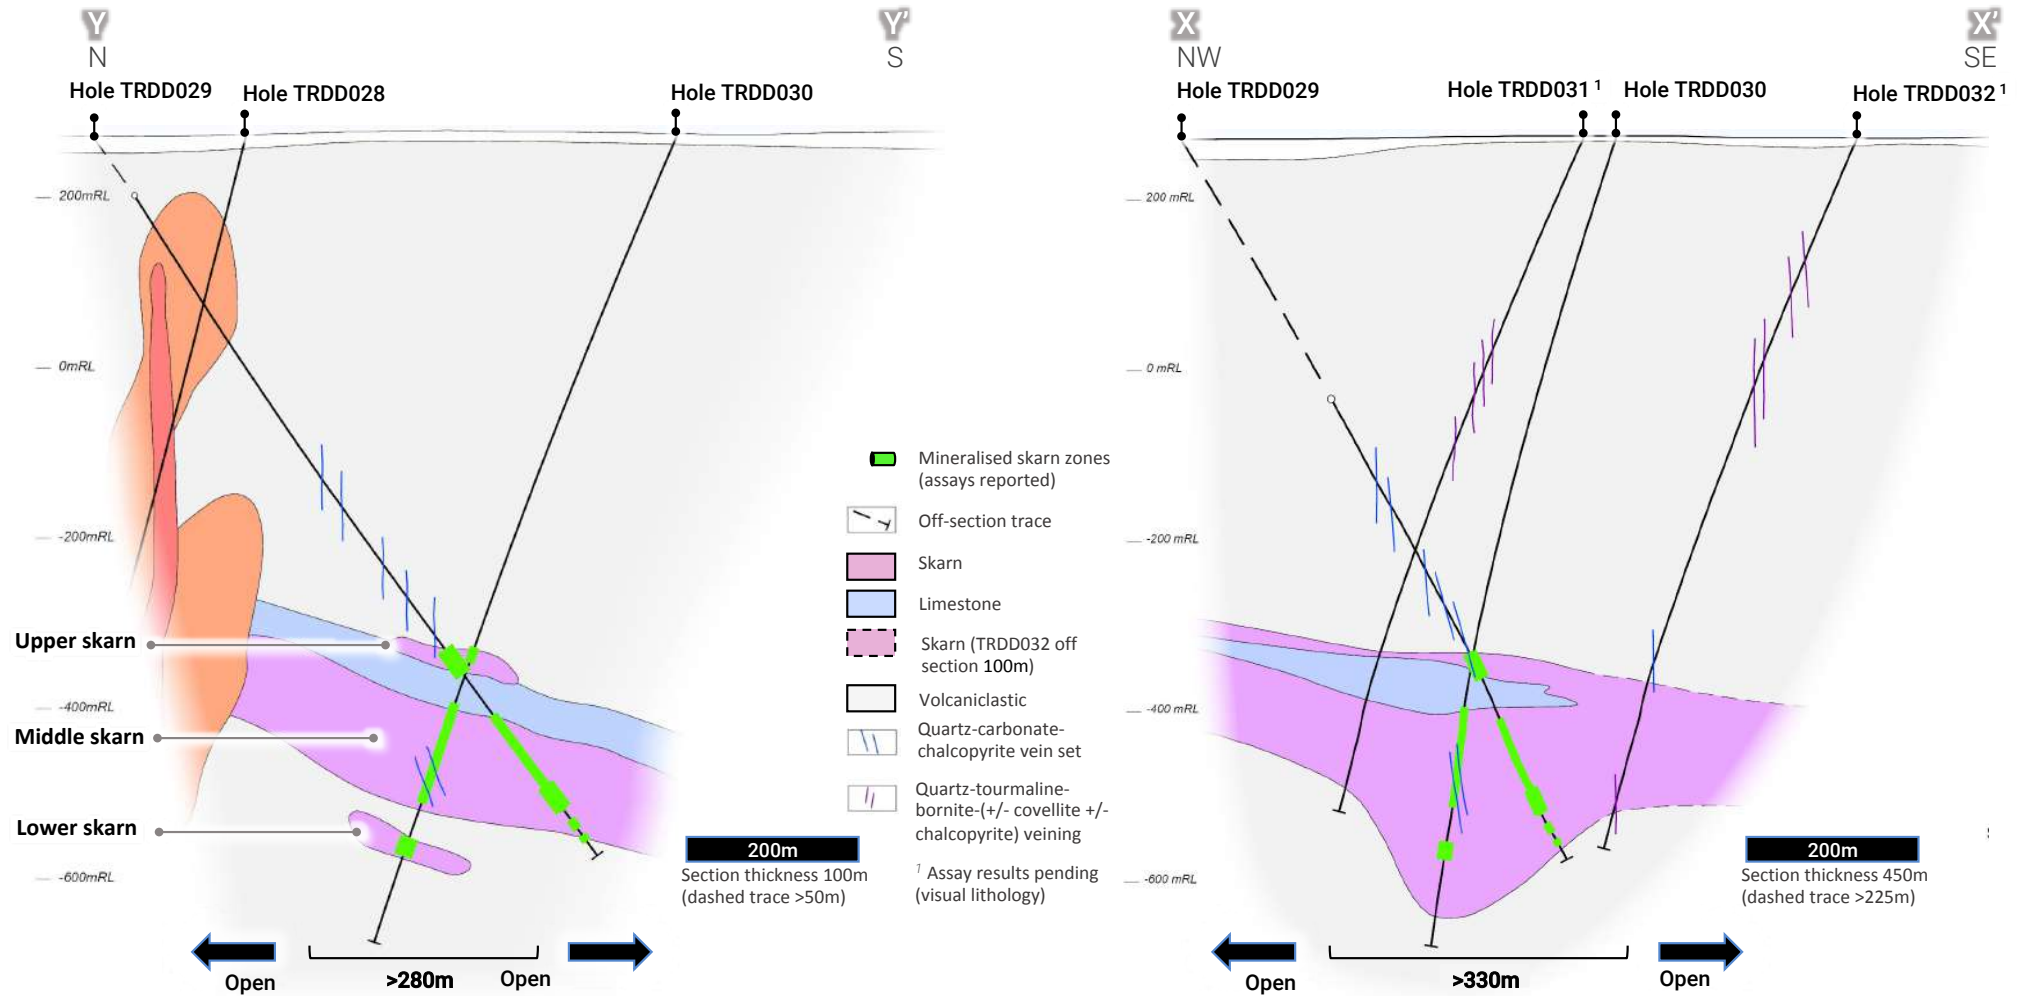 Y
N
Y'
S
Hole TRDD029
Hole TRDD028
Hole TRDD030
200mRL
0mRL
-200mRL
-400mRL
-600mRL
Upper skarn
Middle skarn
Lower skarn
200m
Section thickness 100m
(dashed trace >50m)
Open
>280m
Open
Mineralised skarn zones
(assays reported)
Off-section trace
Skarn
Limestone
Skarn (TRDD032 off
section 100m)
Volcaniclastic
Quartz-carbonate-
chalcopyrite vein set
Quartz-tourmaline-
bornite-(+/- covellite +/-
chalcopyrite) veining
1 Assay results pending
(visual lithology)
X
NW
X'
SE
Hole TRDD029
Hole TRDD031 1
Hole TRDD030
Hole TRDD032 1
200 mRL
0 mRL
-200 mRL
-400 mRL
-600 mRL
200m
Section thickness 450m
(dashed trace >225m)
Open
>330m
Open